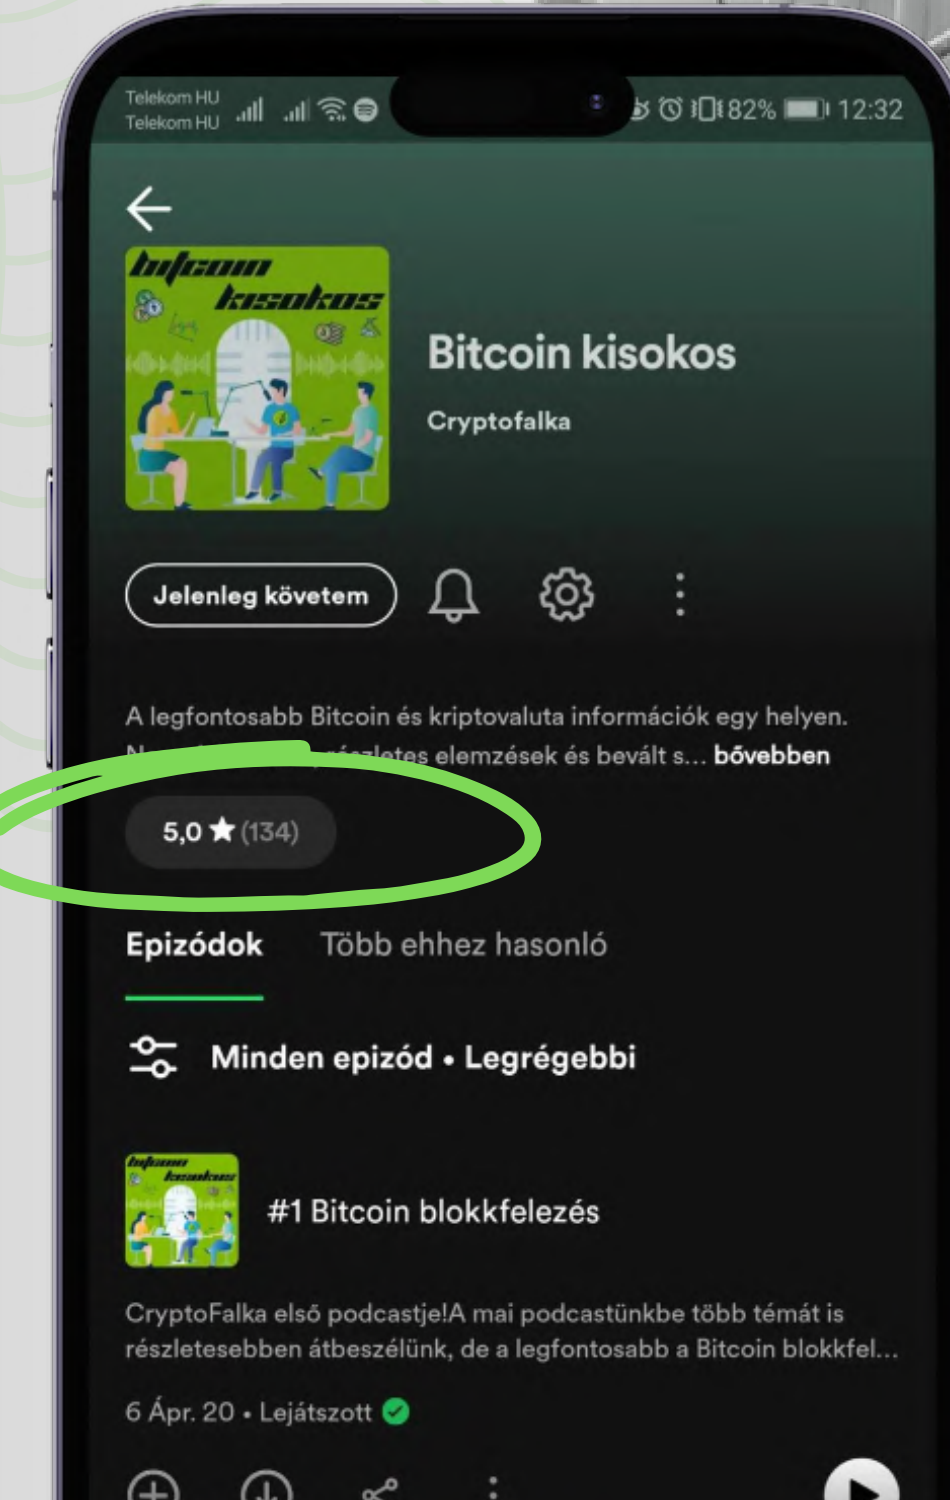 Telekom HU
Telekom HU
82% 12:32
bitcoin
kisokos
Bitcoin kisokos
Cryptofalka
Jelenleg követem
A legfontosabb Bitcoin és kriptovaluta információk egy helyen.
elemzések és bevált s... bővebben
5,0 ★ (134)
Epizódok Több ehhez hasonló
Minden epizód • Legrégebbi
bitcoin
kisokos
#1 Bitcoin blokkfelezés
CryptoFalka első podcastje!A mai podcastünkbe több témát is
részletesebben átbeszélünk, de a legfontosabb a Bitcoin blokkfel...
6 Ápr. 20 • Lejátszott